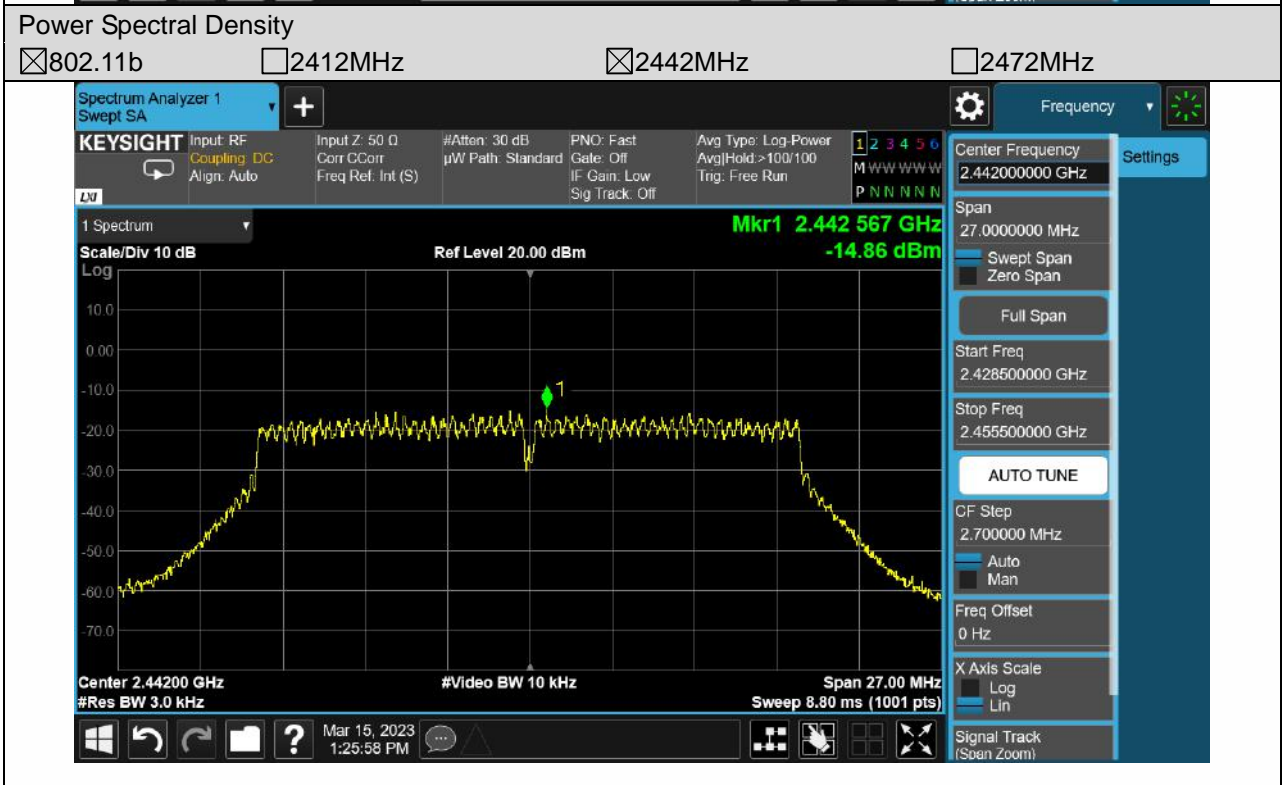 (Span Zoom)
Power Spectral Density
☒802.11b ☐2412MHz ☒2442MHz ☐2472MHz
Spectrum Analyzer 1
Swept SA
+
Frequency
KEYSIGHT
LXI
Input: RF
Coupling: DC
Align: Auto
Input Z: 50 Ω
Corr CCorr
Freq Ref: Int (S)
#Atten: 30 dB
µW Path: Standard
PNO: Fast
Gate: Off
IF Gain: Low
Sig Track: Off
Avg Type: Log-Power
Avg|Hold:>100/100
Trig: Free Run
1 2 3 4 5 6
M W W W W W
P N N N N N
1 Spectrum
Scale/Div 10 dB
Ref Level 20.00 dBm
Mkr1 2.442 567 GHz
-14.86 dBm
Log
10.0
0.00
-10.0
-20.0
-30.0
-40.0
-50.0
-60.0
-70.0
1
Center 2.44200 GHz
#Res BW 3.0 kHz
#Video BW 10 kHz
Span 27.00 MHz
Sweep 8.80 ms (1001 pts)
?
Mar 15, 2023
1:25:58 PM
Center Frequency
2.442000000 GHz
Settings
Span
27.0000000 MHz
Swept Span
Zero Span
Full Span
Start Freq
2.428500000 GHz
Stop Freq
2.455500000 GHz
AUTO TUNE
CF Step
2.700000 MHz
Auto
Man
Freq Offset
0 Hz
X Axis Scale
Log
Lin
Signal Track
(Span Zoom)